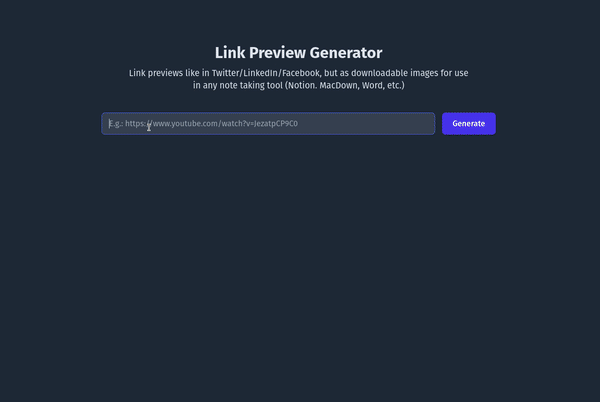 Link Preview Generator
Link previews like in Twitter/LinkedIn/Facebook, but as downloadable images for use
in any note taking tool (Notion. MacDown, Word, etc.)
E.g.: https://www.youtube.com/watch?v=JezatpCP9C0
Generate